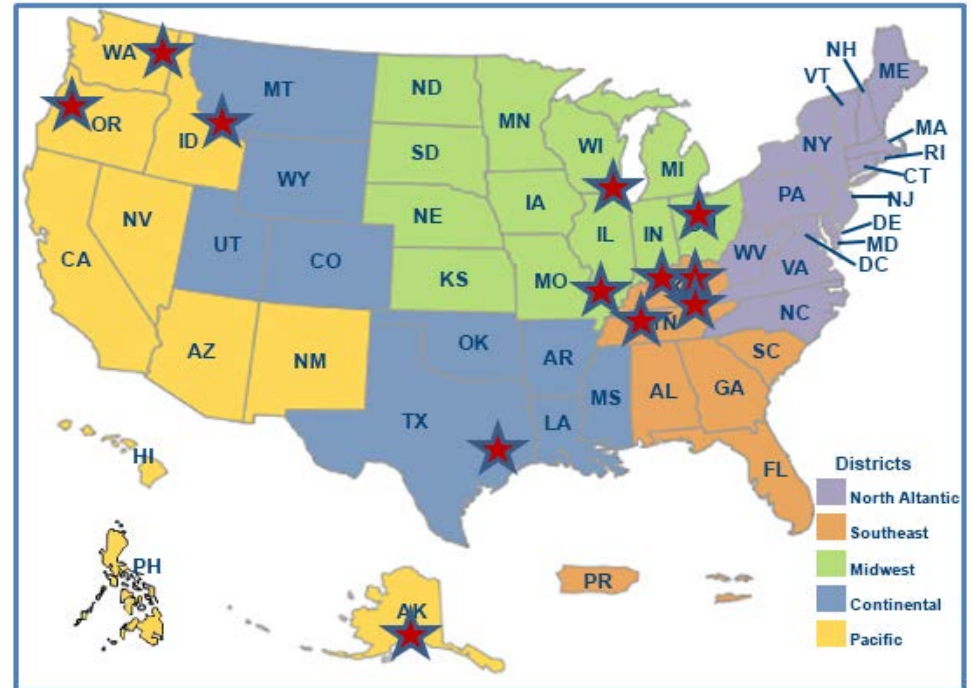 WA
MT
ND
MN
OR
ID
SD
WI
MI
NH
VT
ME
NY
MA
RI
CT
NJ
DE
MD
DC
WY
NE
IA
PA
NV
UT
CO
IL
IN
WV
VA
CA
KS
MO
NC
AZ
NM
OK
AR
TN
SC
TX
LA
MS
AL
GA
FL
HI
PH
AK
PR
Districts
North Altantic
Southeast
Midwest
Continental
Pacific